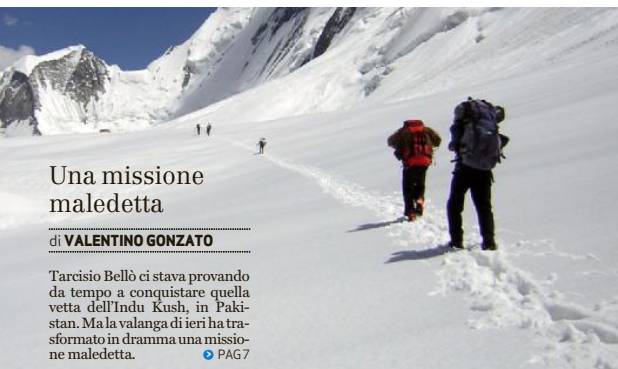 Una missione
maledetta
di VALENTINO GONZATO
Tarcisio Bellò ci stava provando
da tempo a conquistare quella
vetta dell'Indu Kush, in Paki-
stan. Ma la valanga di ieri ha tra-
sformato in dramma una missio-
ne maledetta. PAG7